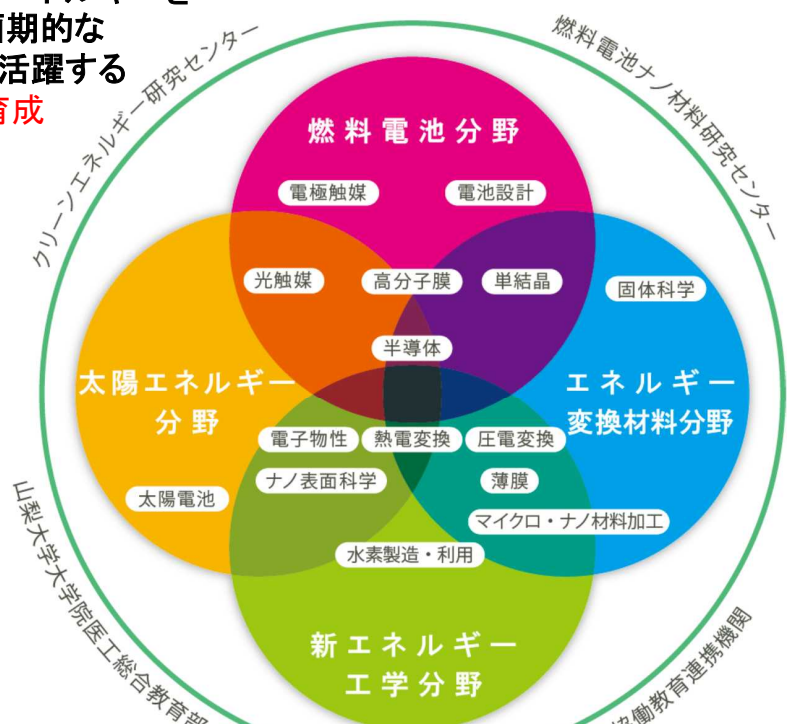 期的な
活躍する
育成
クリーンエネルギー研究センター
燃料電池ナノ材料研究センター
燃料電池分野
電極触媒
電池設計
光触媒
高分子膜
単結晶
固体科学
半導体
太陽エネルギー
分野
エネルギー
変換材料分野
電子物性
熱電変換
圧電変換
ナノ表面科学
薄膜
太陽電池
マイクロ・ナノ材料加工
水素製造・利用
新エネルギー
工学分野
山梨大学大学院医工総合教育部
協働教育連携機関